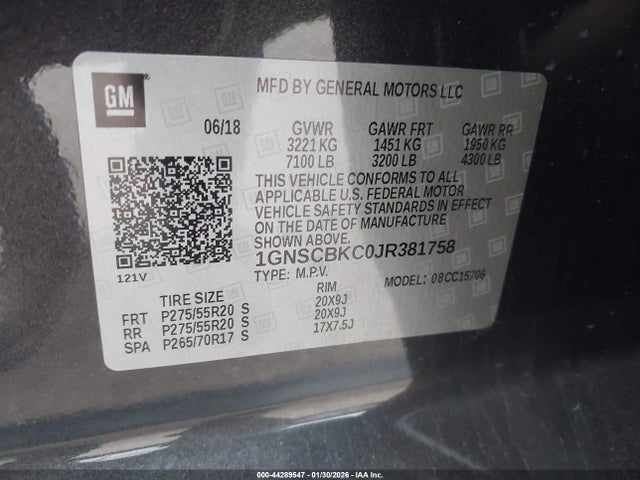 GM
MFD BY GENERAL MOTORS LLC
06/18 GVWR GAWR FRT GAWR RR
3221 KG 1451 KG 1950 KG
7100 LB 3200 LB 4300 LB
THIS VEHICLE CONFORMS TO ALL
APPLICABLE U.S. FEDERAL MOTOR
VEHICLE SAFETY STANDARDS IN EFFECT
ON THE DATE OF MANUFACTURE
SHOWN ABOVE.
1GNSCBKC0JR381758
121V TYPE: M.P.V. MODEL: 08CC15706
TIRE SIZE RIM
FRT P275/55R20 S 20X9J
RR P275/55R20 S 20X9J
SPA P265/70R17 S 17X7.5J
000-44289547 - 01/30/2026 - IAA Inc.